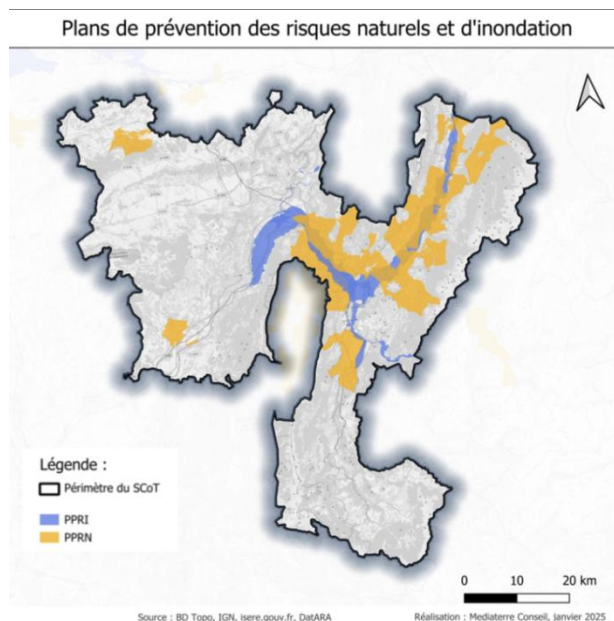 Plans de prévention des risques naturels et d'inondation
Légende :
Périmètre du SCoT
PPRI
PPRN
0 10 20 km
Source : BD Topo, IGN, isere.gouv.fr, DatARA
Réalisation : Mediaterre Conseil, janvier 2025